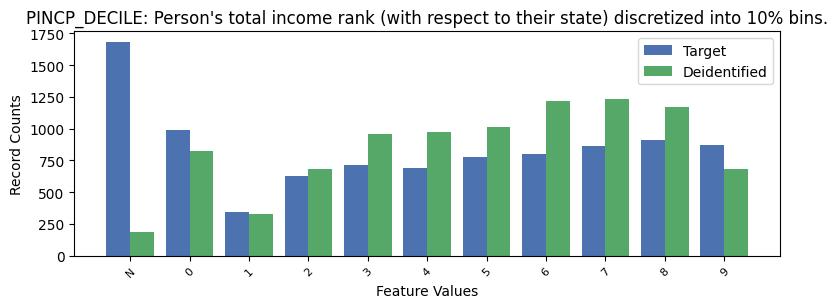 PINCP_DECILE: Person's total income rank (with respect to their state) discretized into 10% bins.
1750
1500
1250
1000
750
500
250
0
Record Counts
Target
Deidentified
N 0 1 2 3 4 5 6 7 8 9
Feature Values